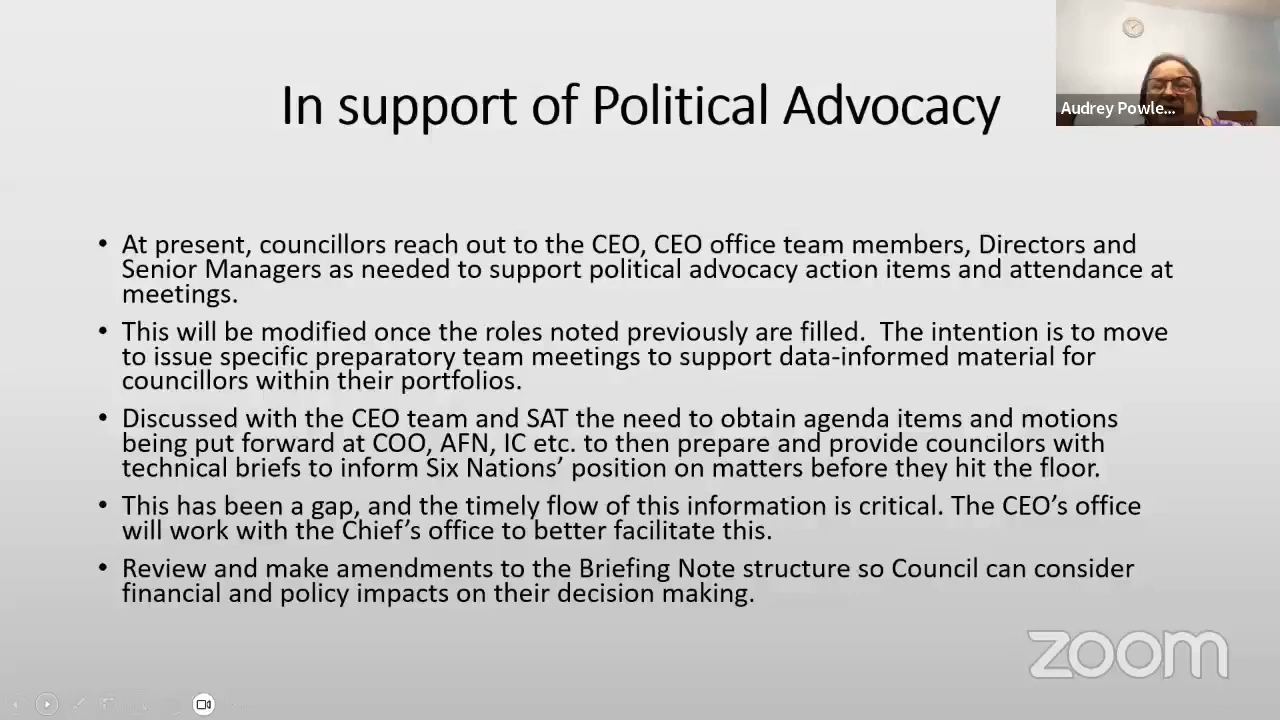 In support of Political Advocacy
Audrey Powle...
• At present, councillors reach out to the CEO, CEO office team members, Directors and
Senior Managers as needed to support political advocacy action items and attendance at
meetings.
• This will be modified once the roles noted previously are filled.  The intention is to move
to issue specific preparatory team meetings to support data-informed material for
councillors within their portfolios.
• Discussed with the CEO team and SAT the need to obtain agenda items and motions
being put forward at COO, AFN, IC etc. to then prepare and provide councilors with
technical briefs to inform Six Nations’ position on matters before they hit the floor.
• This has been a gap, and the timely flow of this information is critical. The CEO’s office
will work with the Chief’s office to better facilitate this.
• Review and make amendments to the Briefing Note structure so Council can consider
financial and policy impacts on their decision making.
zoom